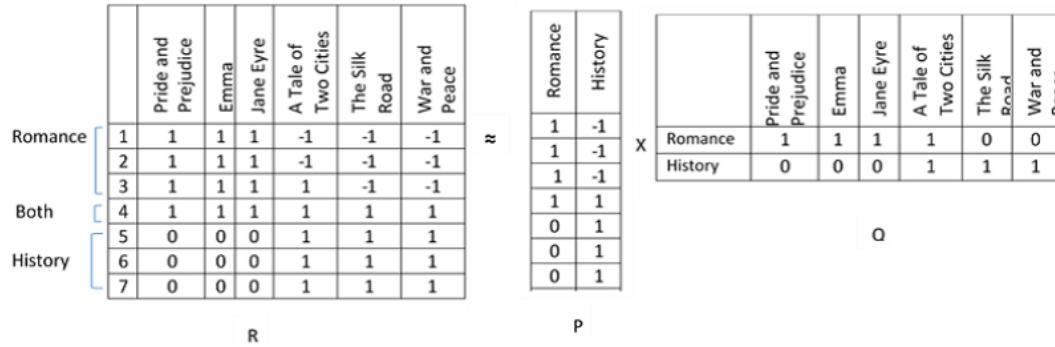 Pride and Prejudice Emma Jane Eyre A Tale of Two Cities The Silk Road War and Peace
Romance 1 1 1 1 -1 -1 -1
2 1 1 1 -1 -1 -1
3 1 1 1 1 -1 -1
Both 4 1 1 1 1 1 1
5 0 0 0 1 1 1
History 6 0 0 0 1 1 1
7 0 0 0 1 1 1
R
≈
Romance History
1 -1
1 -1
1 -1
1 1
0 1
0 1
0 1
P
X
Pride and Prejudice Emma Jane Eyre A Tale of Two Cities The Silk Road War and Peace
Romance 1 1 1 1 0 0
History 0 0 0 1 1 1
Q